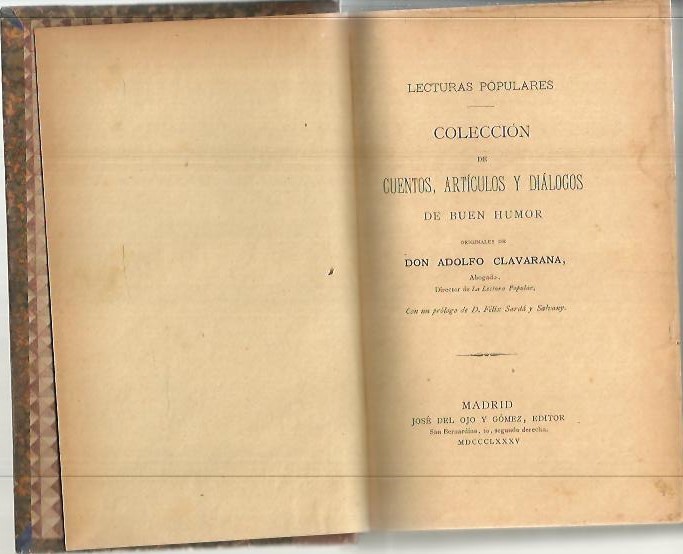 LECTURAS POPULARES
COLECCIÓN
DE
CUENTOS, ARTÍCULOS Y DIÁLOGOS
DE BUEN HUMOR
ORIGINALES DE
DON ADOLFO CLAVARANA,
Abogado,
Director de La Lectura Popular,
Con un prólogo de D. Félix Sardá y Salvany.
MADRID
JOSÉ DEL OJO Y GÓMEZ, EDITOR
San Bernardino, 10, segundo derecha.
MDCCCLXXXV